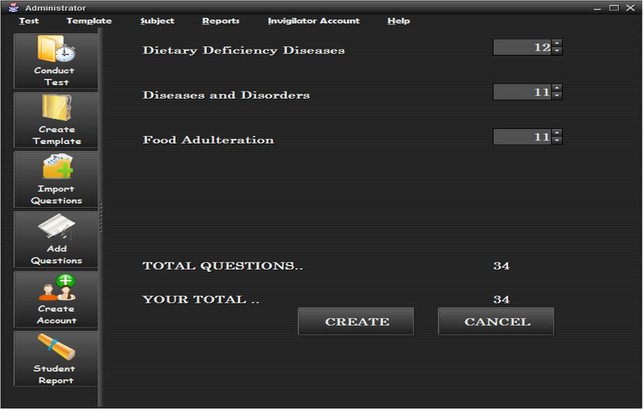 Administrator
Test Template Subject Reports Invigilator Account Help
Conduct
Test
Create
Template
Import
Questions
Add
Questions
Create
Account
Student
Report
Dietary Deficiency Diseases 12
Diseases and Disorders 11
Food Adulteration 11
TOTAL QUESTIONS.. 34
YOUR TOTAL .. 34
CREATE CANCEL